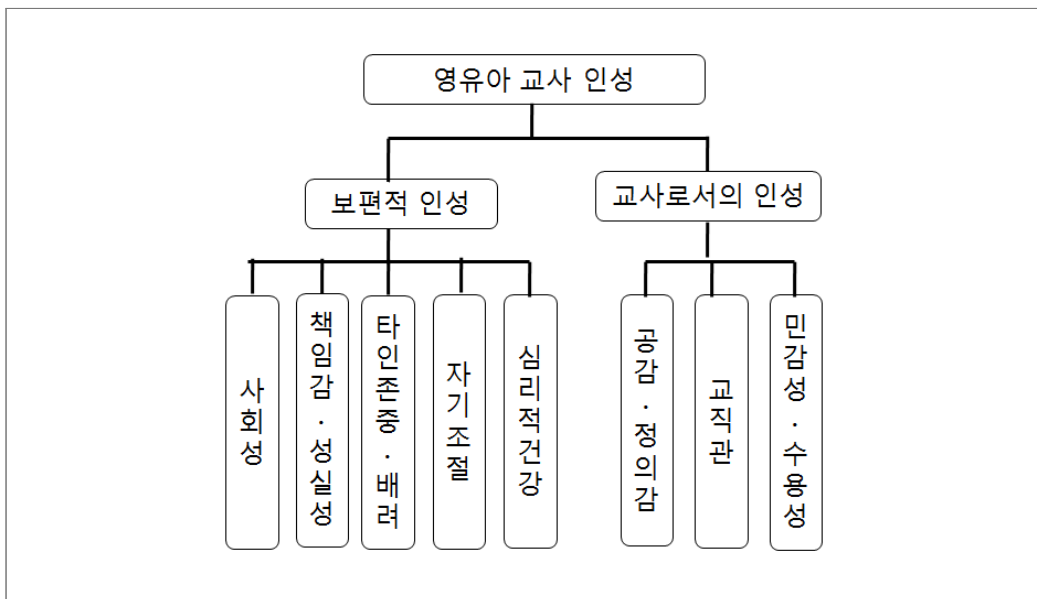 영유아 교사 인성
보편적 인성
교사로서의 인성
사회성
책임감·성실성
타인존중·배려
자기조절
심리적건강
공감·정의감
교직관
민감성·수용성